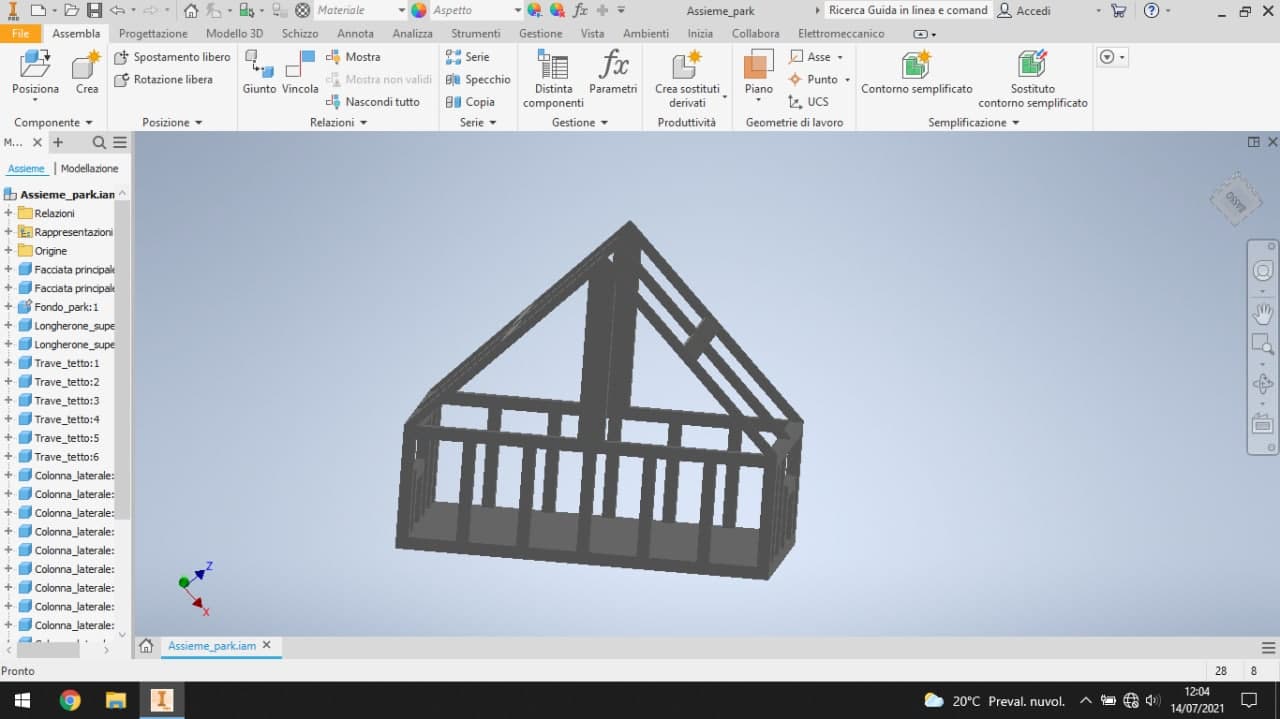 PRO
Materiale
Aspetto
fx
Assieme_park
Ricerca Guida in linea e comand
Accedi
File
Assembla
Progettazione
Modello 3D
Schizzo
Annota
Analizza
Strumenti
Gestione
Vista
Ambienti
Inizia
Collabora
Elettromeccanico
Posiziona
Crea
Componente
Spostamento libero
Rotazione libera
Posizione
Giunto
Vincola
Mostra
Mostra non validi
Nascondi tutto
Relazioni
Serie
Specchio
Copia
Serie
Distinta
componenti
fx
Parametri
Gestione
Crea sostituti
derivati
Produttività
Piano
Asse
Punto
UCS
Geometrie di lavoro
Contorno semplificato
Sostituto
contorno semplificato
Semplificazione
M...
Assieme
Modellazione
Assieme_park.iam
Relazioni
Rappresentazioni
Origine
Facciata principale
Facciata principale
Fondo_park:1
Longherone_supe
Longherone_supe
Trave_tetto:1
Trave_tetto:2
Trave_tetto:3
Trave_tetto:4
Trave_tetto:5
Trave_tetto:6
Colonna_laterale:
Colonna_laterale:
Colonna_laterale:
Colonna_laterale:
Colonna_laterale:
Colonna_laterale:
Colonna_laterale:
Colonna_laterale:
Colonna_laterale:
BASSO
Z
X
Assieme_park.iam
Pronto
28
8
20°C Preval. nuvol.
12:04
14/07/2021